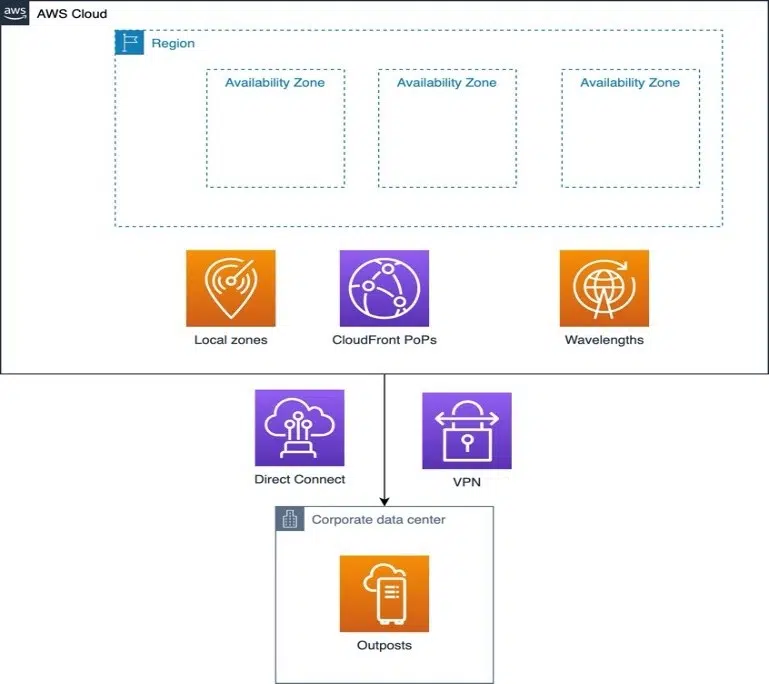 aws
AWS Cloud
Region
Availability Zone
Availability Zone
Availability Zone
Local zones
CloudFront PoPs
Wavelengths
Direct Connect
VPN
Corporate data center
Outposts